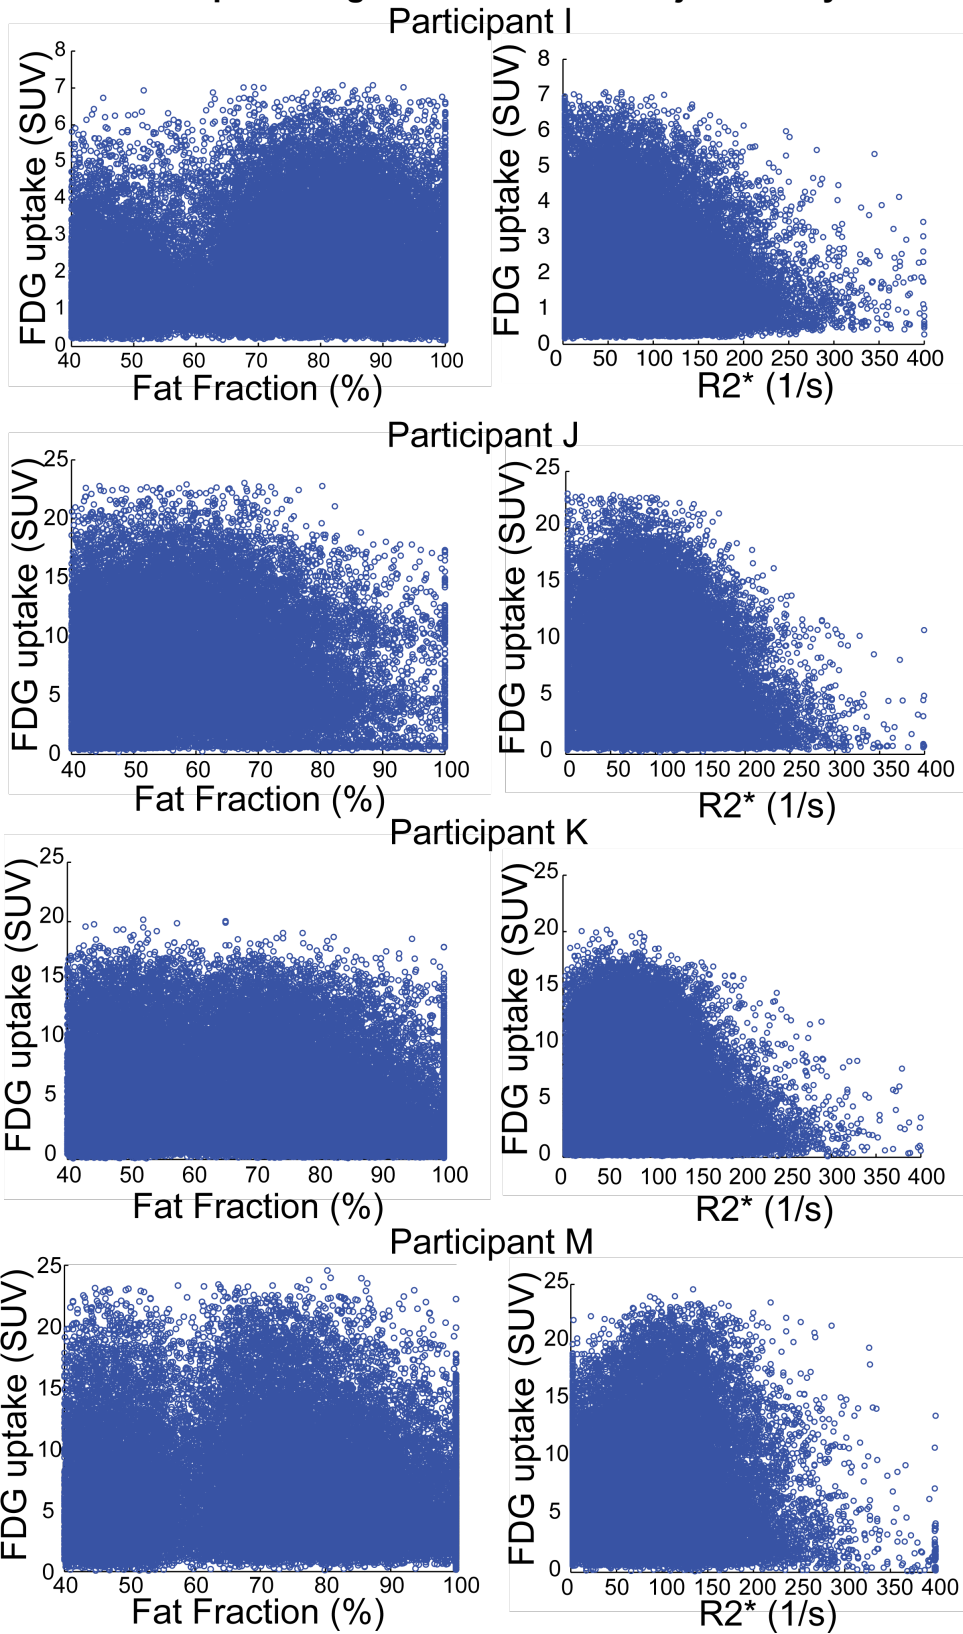 Participant I
FDG uptake (SUV)
8
7
6
5
4
3
2
1
0
40 50 60 70 80 90 100
Fat Fraction (%)
FDG uptake (SUV)
8
7
6
5
4
3
2
1
0
0 50 100 150 200 250 300 350 400
R2* (1/s)
Participant J
FDG uptake (SUV)
25
20
15
10
5
0
40 50 60 70 80 90 100
Fat Fraction (%)
FDG uptake (SUV)
25
20
15
10
5
0
0 50 100 150 200 250 300 350 400
R2* (1/s)
Participant K
FDG uptake (SUV)
25
20
15
10
5
0
40 50 60 70 80 90 100
Fat Fraction (%)
FDG uptake (SUV)
25
20
15
10
5
0
0 50 100 150 200 250 300 350 400
R2* (1/s)
Participant M
FDG uptake (SUV)
25
20
15
10
5
0
40 50 60 70 80 90 100
Fat Fraction (%)
FDG uptake (SUV)
25
20
15
10
5
0
0 50 100 150 200 250 300 350 400
R2* (1/s)